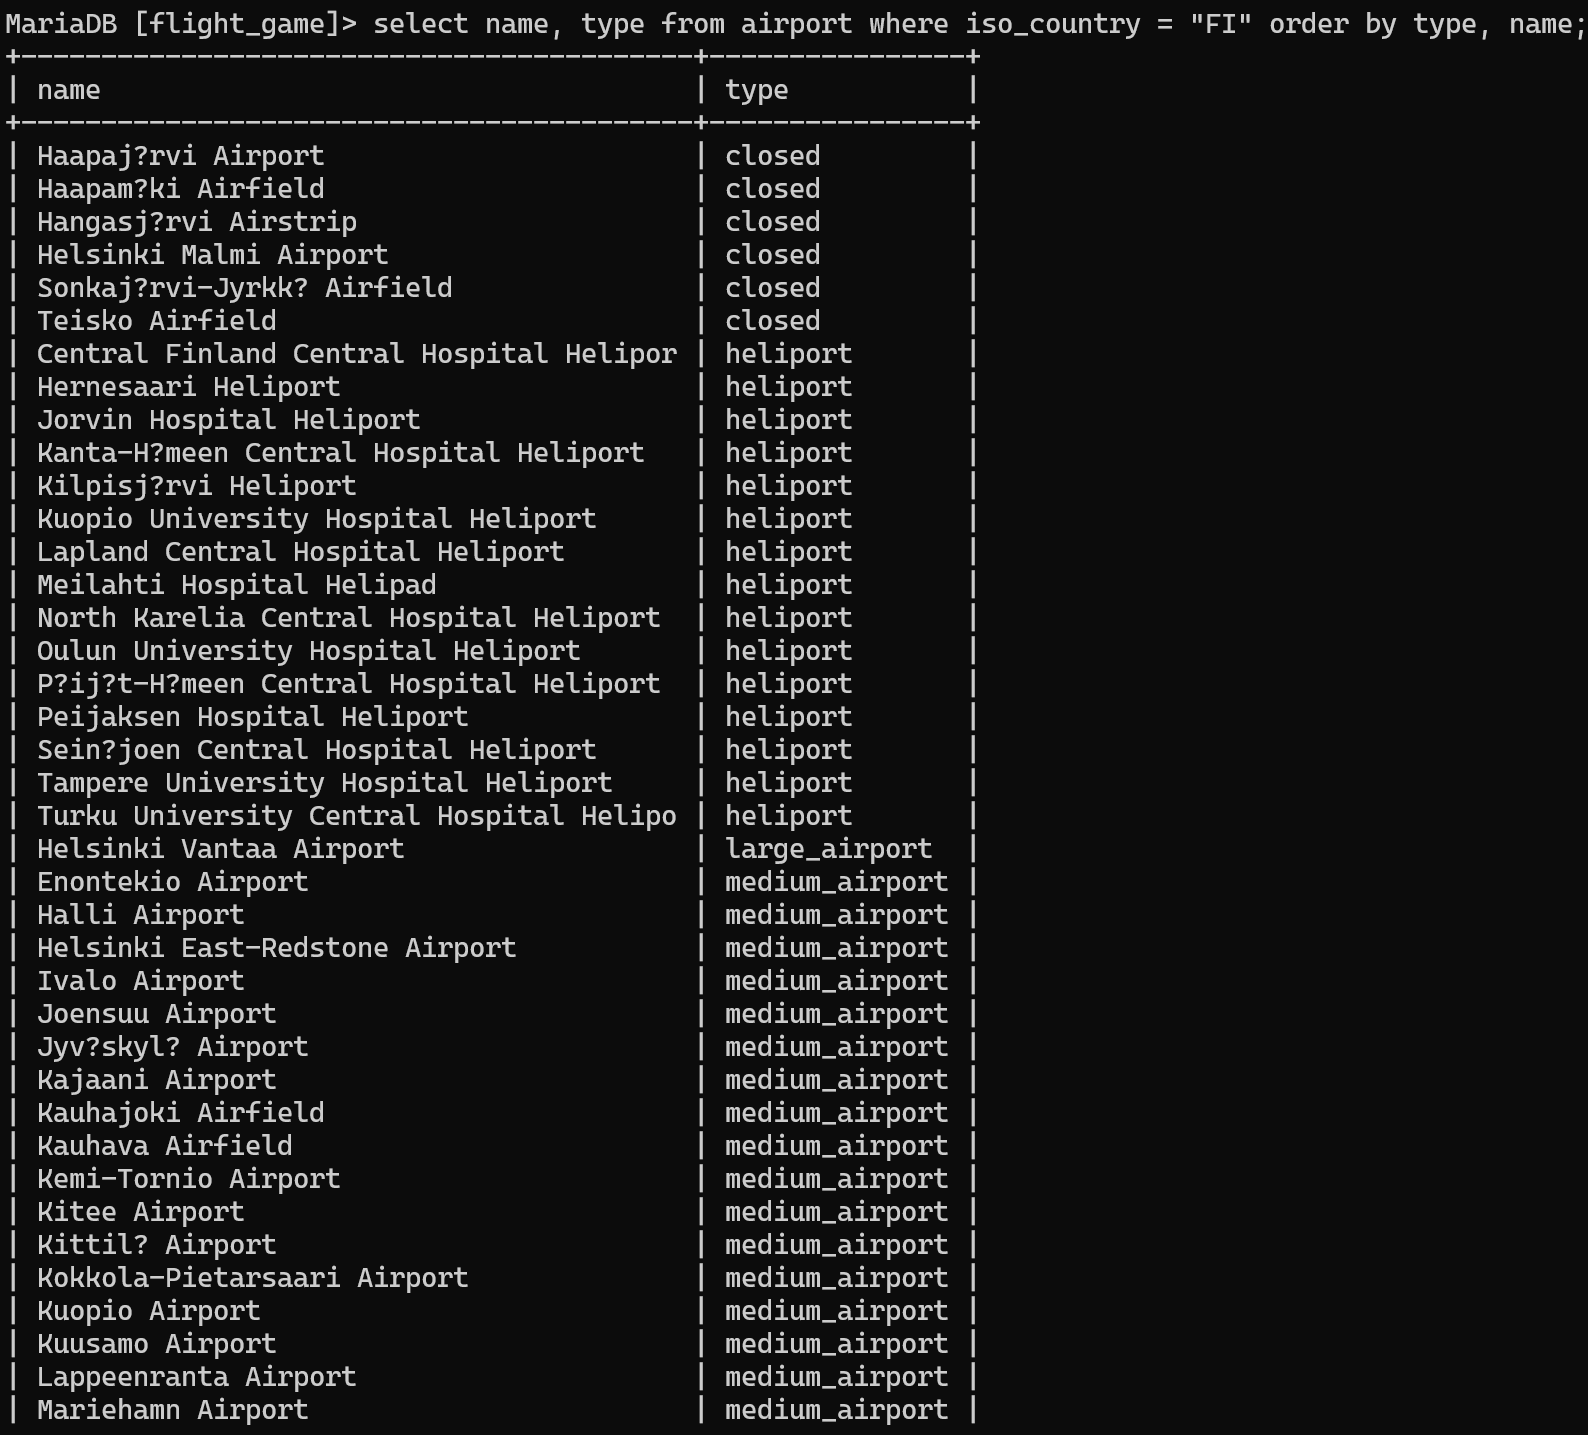 MariaDB [flight_game]> select name, type from airport where iso_country = "FI" order by type, name;
+------------------------------------------+----------------+
| name                                     | type           |
+------------------------------------------+----------------+
| Haapaj?rvi Airport                       | closed         |
| Haapam?ki Airfield                       | closed         |
| Hangasj?rvi Airstrip                     | closed         |
| Helsinki Malmi Airport                   | closed         |
| Sonkaj?rvi-Jyrkk? Airfield               | closed         |
| Teisko Airfield                          | closed         |
| Central Finland Central Hospital Helipor | heliport       |
| Hernesaari Heliport                      | heliport       |
| Jorvin Hospital Heliport                 | heliport       |
| Kanta-H?meen Central Hospital Heliport   | heliport       |
| Kilpisj?rvi Heliport                     | heliport       |
| Kuopio University Hospital Heliport      | heliport       |
| Lapland Central Hospital Heliport        | heliport       |
| Meilahti Hospital Helipad                | heliport       |
| North Karelia Central Hospital Heliport  | heliport       |
| Oulun University Hospital Heliport       | heliport       |
| P?ij?t-H?meen Central Hospital Heliport  | heliport       |
| Peijaksen Hospital Heliport              | heliport       |
| Sein?joen Central Hospital Heliport      | heliport       |
| Tampere University Hospital Heliport     | heliport       |
| Turku University Central Hospital Helipo | heliport       |
| Helsinki Vantaa Airport                  | large_airport  |
| Enontekio Airport                        | medium_airport |
| Halli Airport                            | medium_airport |
| Helsinki East-Redstone Airport           | medium_airport |
| Ivalo Airport                            | medium_airport |
| Joensuu Airport                          | medium_airport |
| Jyv?skyl? Airport                        | medium_airport |
| Kajaani Airport                          | medium_airport |
| Kauhajoki Airfield                       | medium_airport |
| Kauhava Airfield                         | medium_airport |
| Kemi-Tornio Airport                      | medium_airport |
| Kitee Airport                            | medium_airport |
| Kittil? Airport                          | medium_airport |
| Kokkola-Pietarsaari Airport              | medium_airport |
| Kuopio Airport                           | medium_airport |
| Kuusamo Airport                          | medium_airport |
| Lappeenranta Airport                     | medium_airport |
| Mariehamn Airport                        | medium_airport |